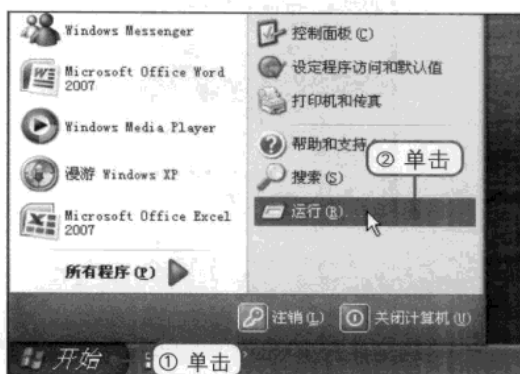 Windows Messenger
Microsoft Office Word
2007
Windows Media Player
漫游 Windows XP
Microsoft Office Excel
2007
所有程序(P)
控制面板(C)
设定程序访问和默认值
打印机和传真
帮助和支持
② 单击
搜索(S)
运行(R)
注销(L)
关闭计算机(U)
开始
① 单击